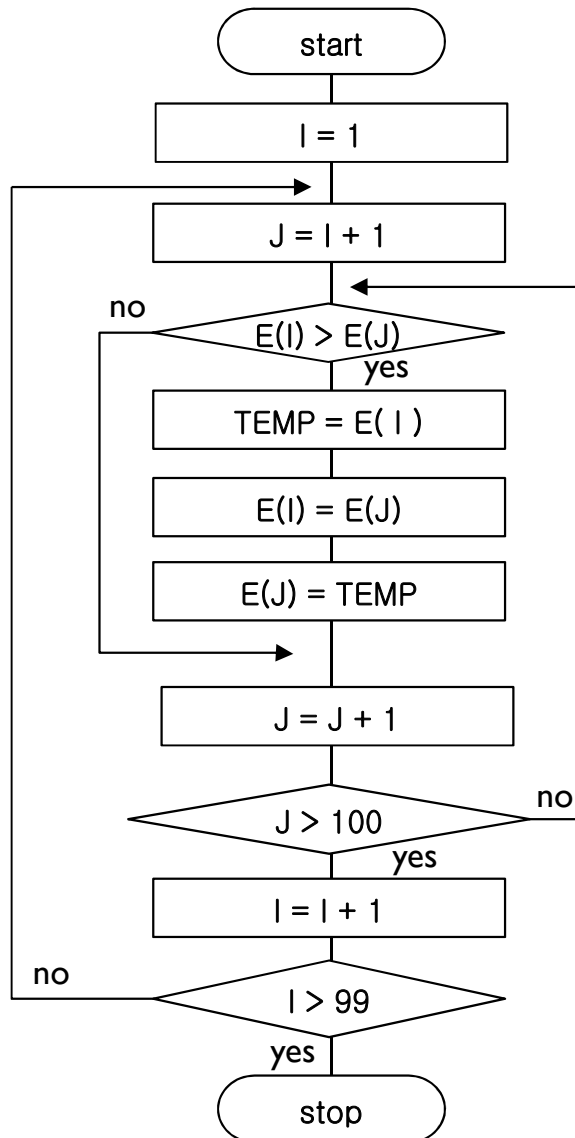 start
I = 1
J = I + 1
no
E(I) > E(J)
yes
TEMP = E( I )
E(I) = E(J)
E(J) = TEMP
J = J + 1
no
J > 100
yes
I = I + 1
no
I > 99
yes
stop